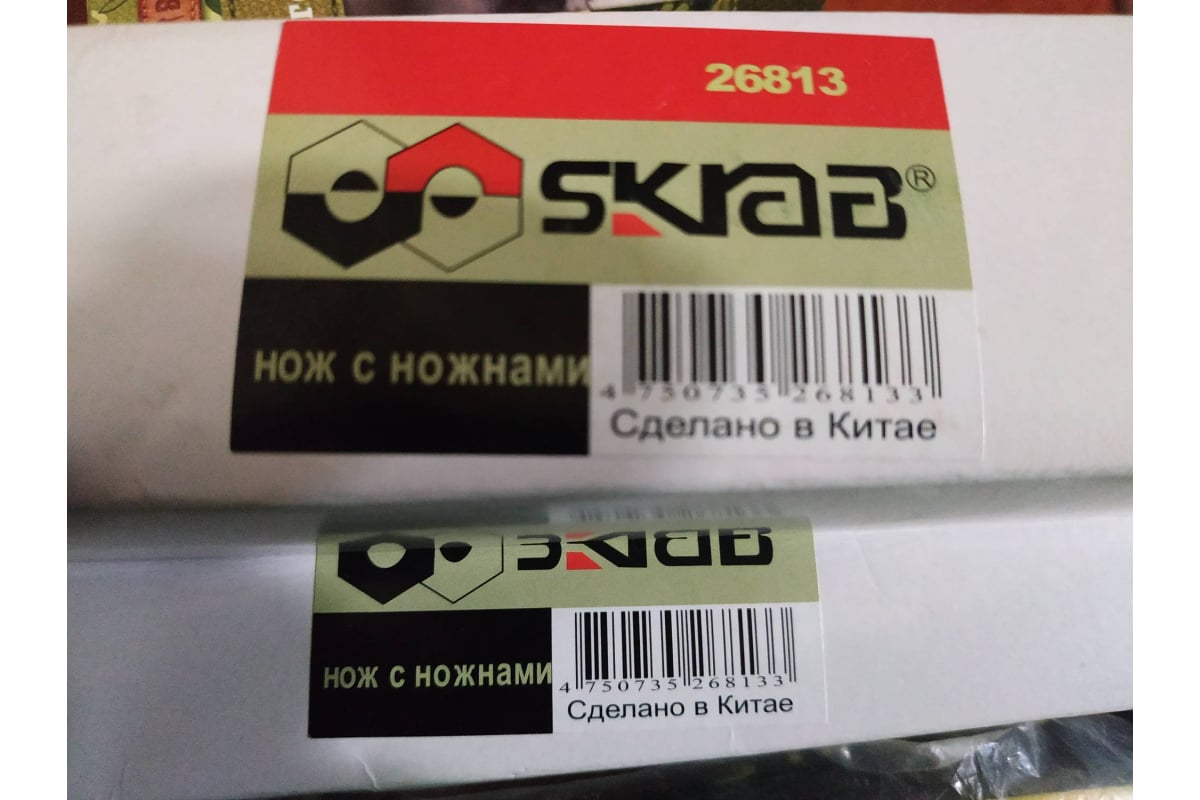 26813
SKRAB®
нож с ножнами
4 750735 268133
Сделано в Китае
SKRAB
нож с ножнами
4 750735 268133
Сделано в Китае